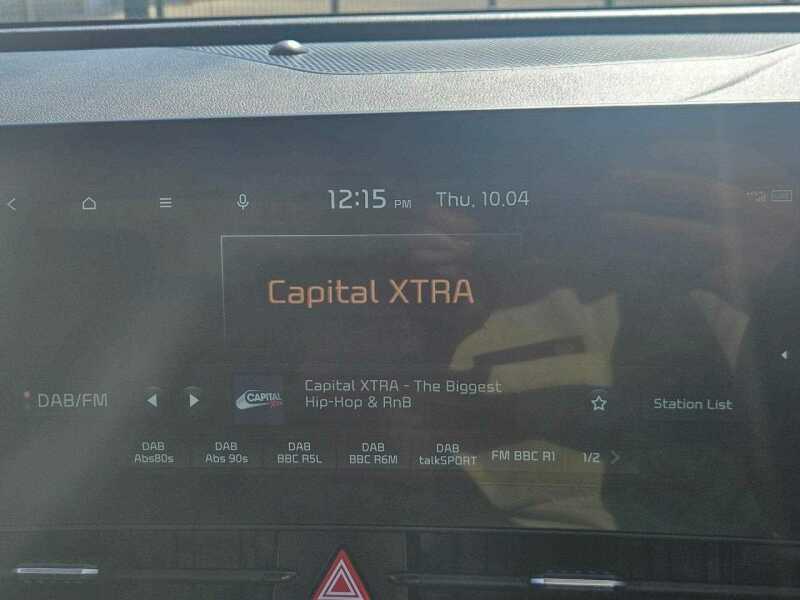 12:15 PM Thu. 10.04
Capital XTRA
DAB/FM
CAPITAL
Capital XTRA - The Biggest
Hip-Hop & RnB
Station List
DAB
Abs80s
DAB
Abs 90s
DAB
BBC R5L
DAB
BBC R6M
DAB
talkSPORT
FM BBC R1
1/2